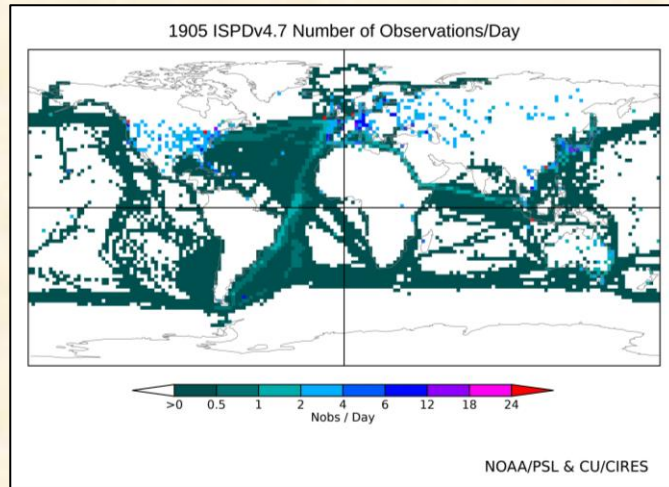 1905 ISPDv4.7 Number of Observations/Day
>0 0.5 1 2 4 6 12 18 24
Nobs / Day
NOAA/PSL & CU/CIRES